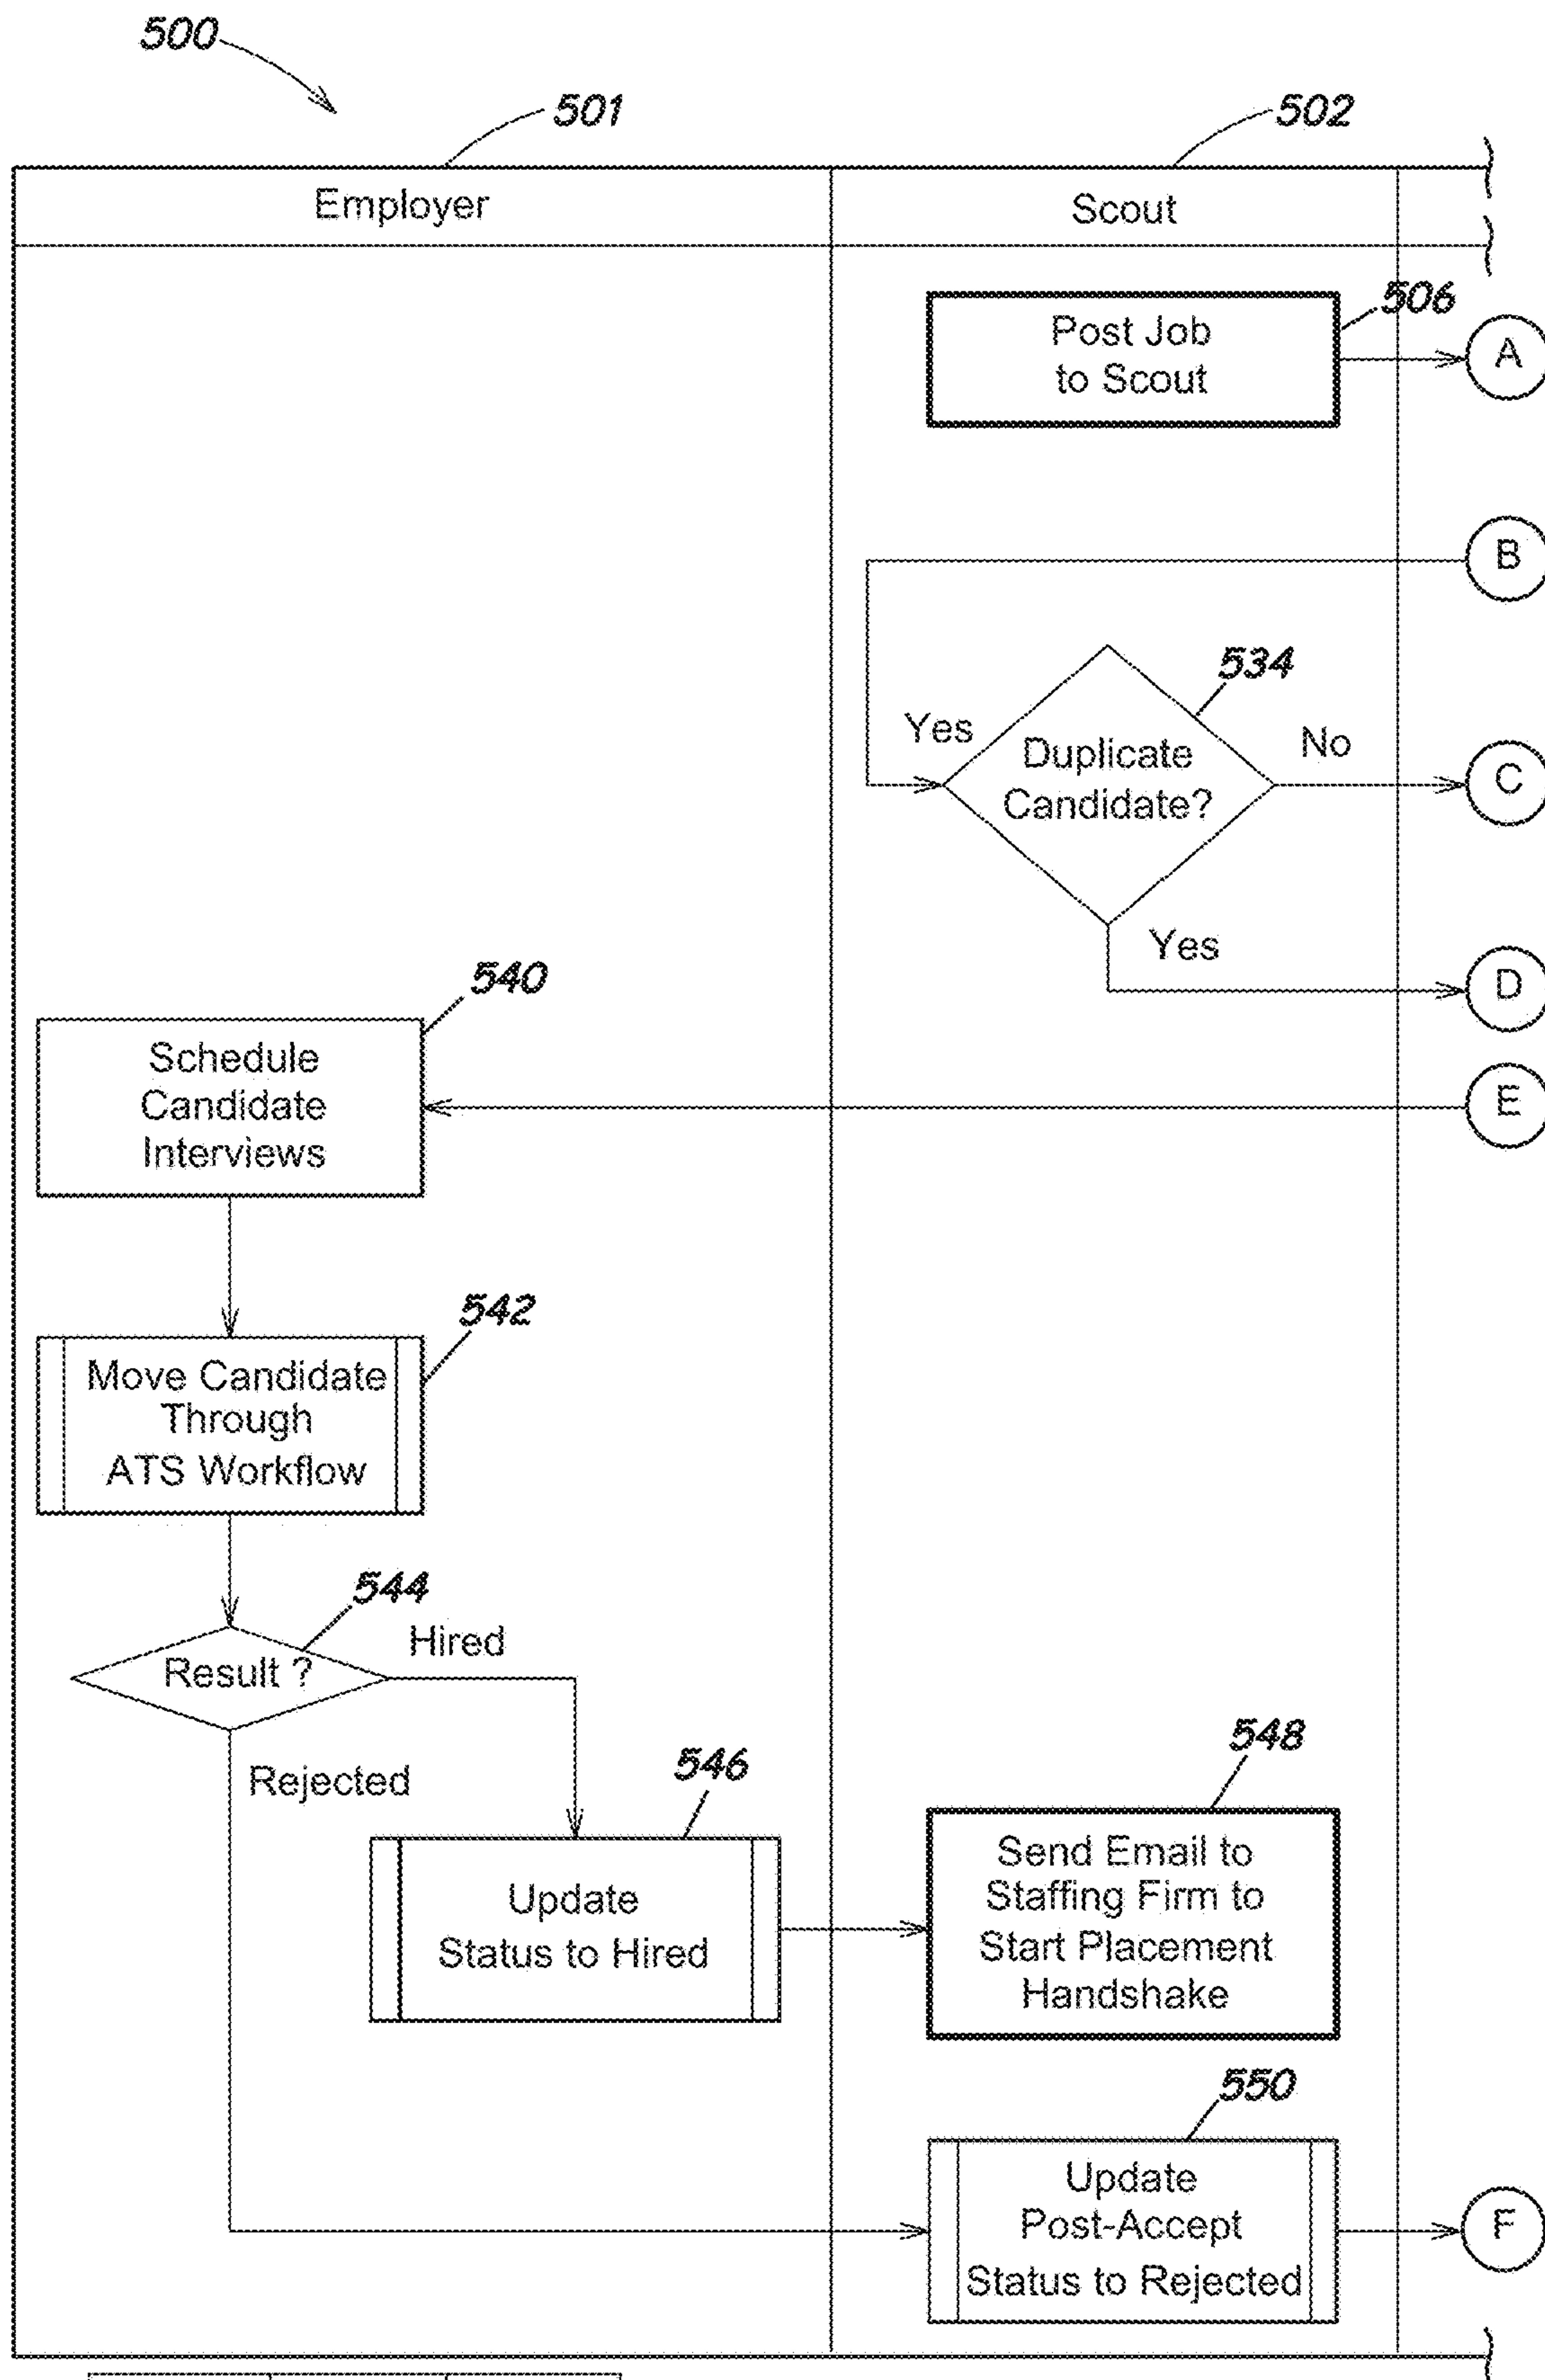 500
501
502
Employer
Scout
506
Post Job
to Scout
A
B
534
Yes
Duplicate
Candidate?
No
C
Yes
D
540
Schedule
Candidate
Interviews
E
542
Move Candidate
Through
ATS Workflow
544
Result ?
Hired
Rejected
546
Update
Status to Hired
548
Send Email to
Staffing Firm to
Start Placement
Handshake
550
Update
Post-Accept
Status to Rejected
F